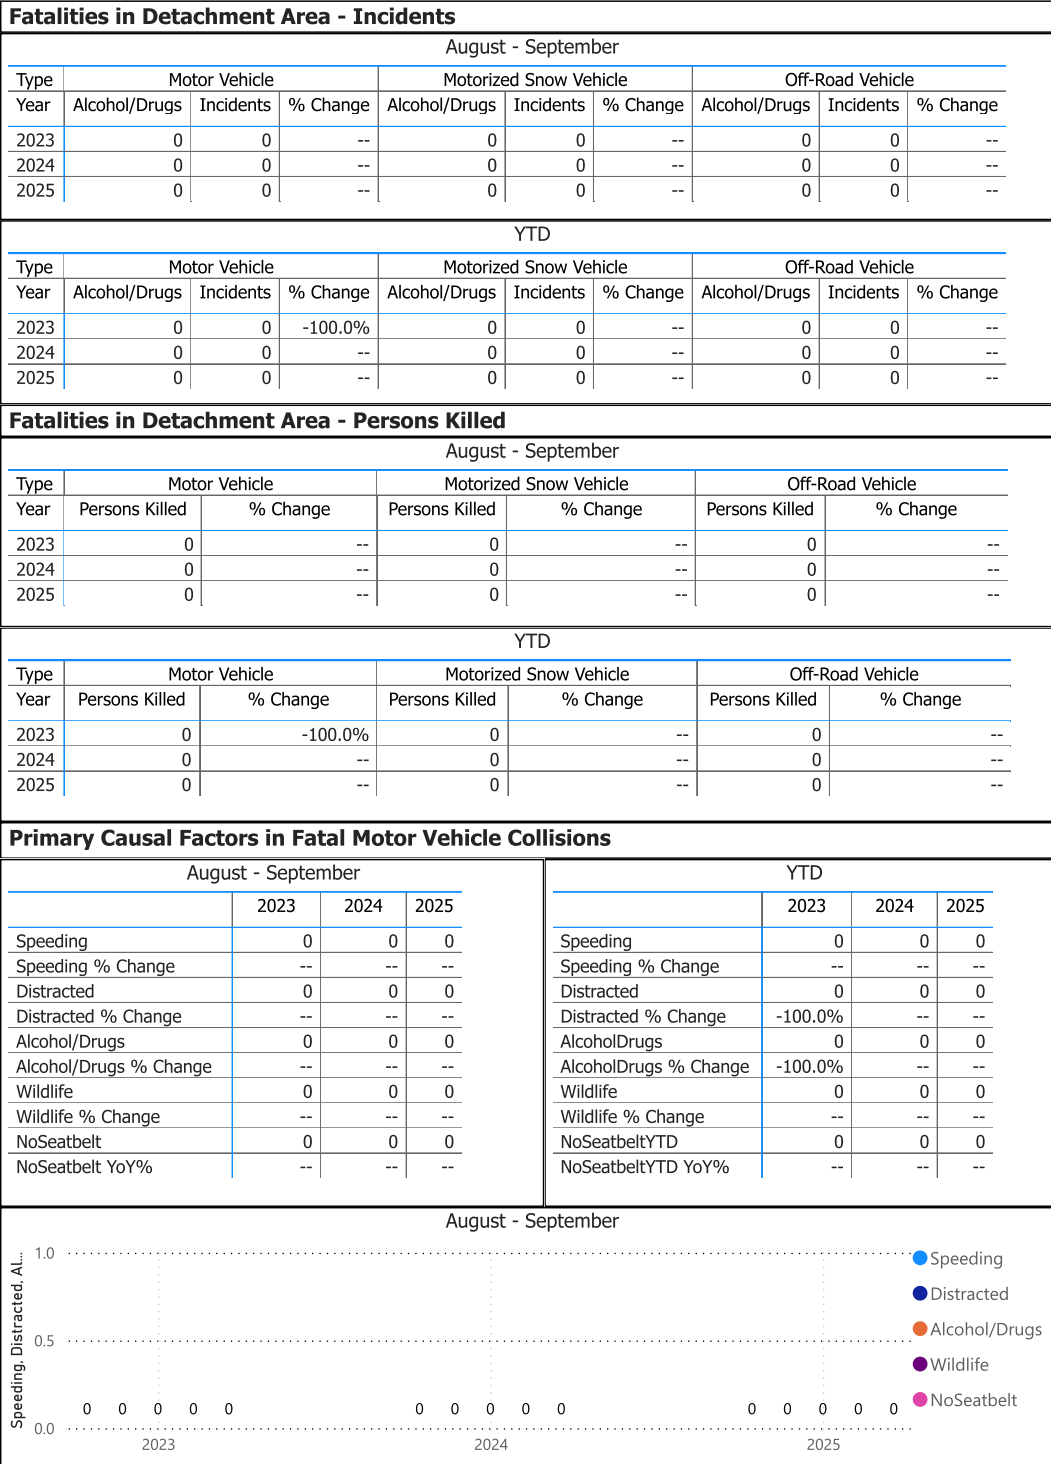 Fatalities in Detachment Area - Incidents
August - September
Type Motor Vehicle Motorized Snow Vehicle Off-Road Vehicle
Year Alcohol/Drugs Incidents % Change Alcohol/Drugs Incidents % Change Alcohol/Drugs Incidents % Change
2023 0 0 -- 0 0 -- 0 0 --
2024 0 0 -- 0 0 -- 0 0 --
2025 0 0 -- 0 0 -- 0 0 --
YTD
Type Motor Vehicle Motorized Snow Vehicle Off-Road Vehicle
Year Alcohol/Drugs Incidents % Change Alcohol/Drugs Incidents % Change Alcohol/Drugs Incidents % Change
2023 0 0 -100.0% 0 0 -- 0 0 --
2024 0 0 -- 0 0 -- 0 0 --
2025 0 0 -- 0 0 -- 0 0 --
Fatalities in Detachment Area - Persons Killed
August - September
Type Motor Vehicle Motorized Snow Vehicle Off-Road Vehicle
Year Persons Killed % Change Persons Killed % Change Persons Killed % Change
2023 0 -- 0 -- 0 --
2024 0 -- 0 -- 0 --
2025 0 -- 0 -- 0 --
YTD
Type Motor Vehicle Motorized Snow Vehicle Off-Road Vehicle
Year Persons Killed % Change Persons Killed % Change Persons Killed % Change
2023 0 -100.0% 0 -- 0 --
2024 0 -- 0 -- 0 --
2025 0 -- 0 -- 0 --
Primary Causal Factors in Fatal Motor Vehicle Collisions
August - September
2023 2024 2025
Speeding 0 0 0
Speeding % Change -- -- --
Distracted 0 0 0
Distracted % Change -- -- --
Alcohol/Drugs 0 0 0
Alcohol/Drugs % Change -- -- --
Wildlife 0 0 0
Wildlife % Change -- -- --
NoSeatbelt 0 0 0
NoSeatbelt YoY% -- -- --
YTD
2023 2024 2025
Speeding 0 0 0
Speeding % Change -- -- --
Distracted 0 0 0
Distracted % Change -100.0% -- --
AlcoholDrugs 0 0 0
AlcoholDrugs % Change -100.0% -- --
Wildlife 0 0 0
Wildlife % Change -- -- --
NoSeatbeltYTD 0 0 0
NoSeatbeltYTD YoY% -- -- --
August - September
Speeding, Distracted, Al...
1.0
0.5
0.0
0 0 0 0 0 0 0 0 0 0 0 0 0 0 0
2023 2024 2025
Speeding
Distracted
Alcohol/Drugs
Wildlife
NoSeatbelt